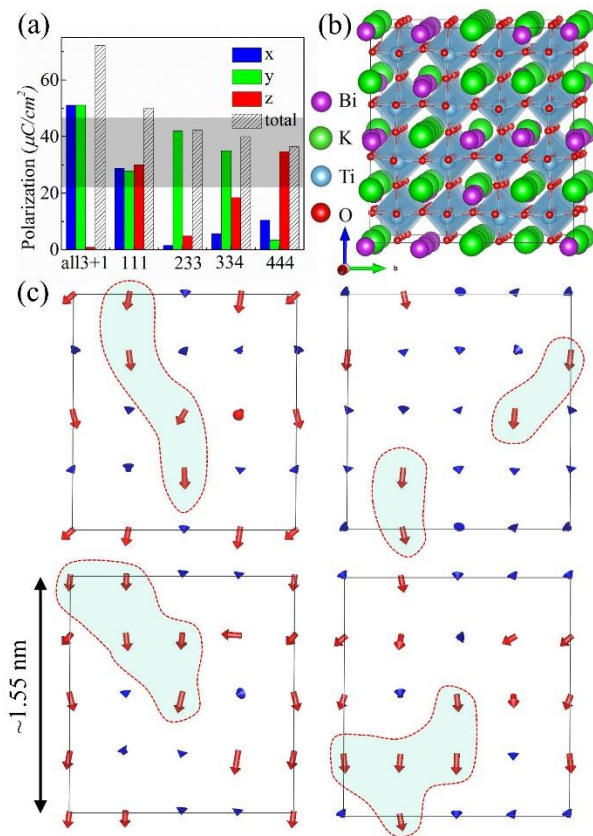 (a)
Polarization (μC/cm²)
60
40
20
0
x
y
z
total
all3+1 111 233 334 444
(b)
Bi
K
Ti
O
b
(c)
~1.55 nm